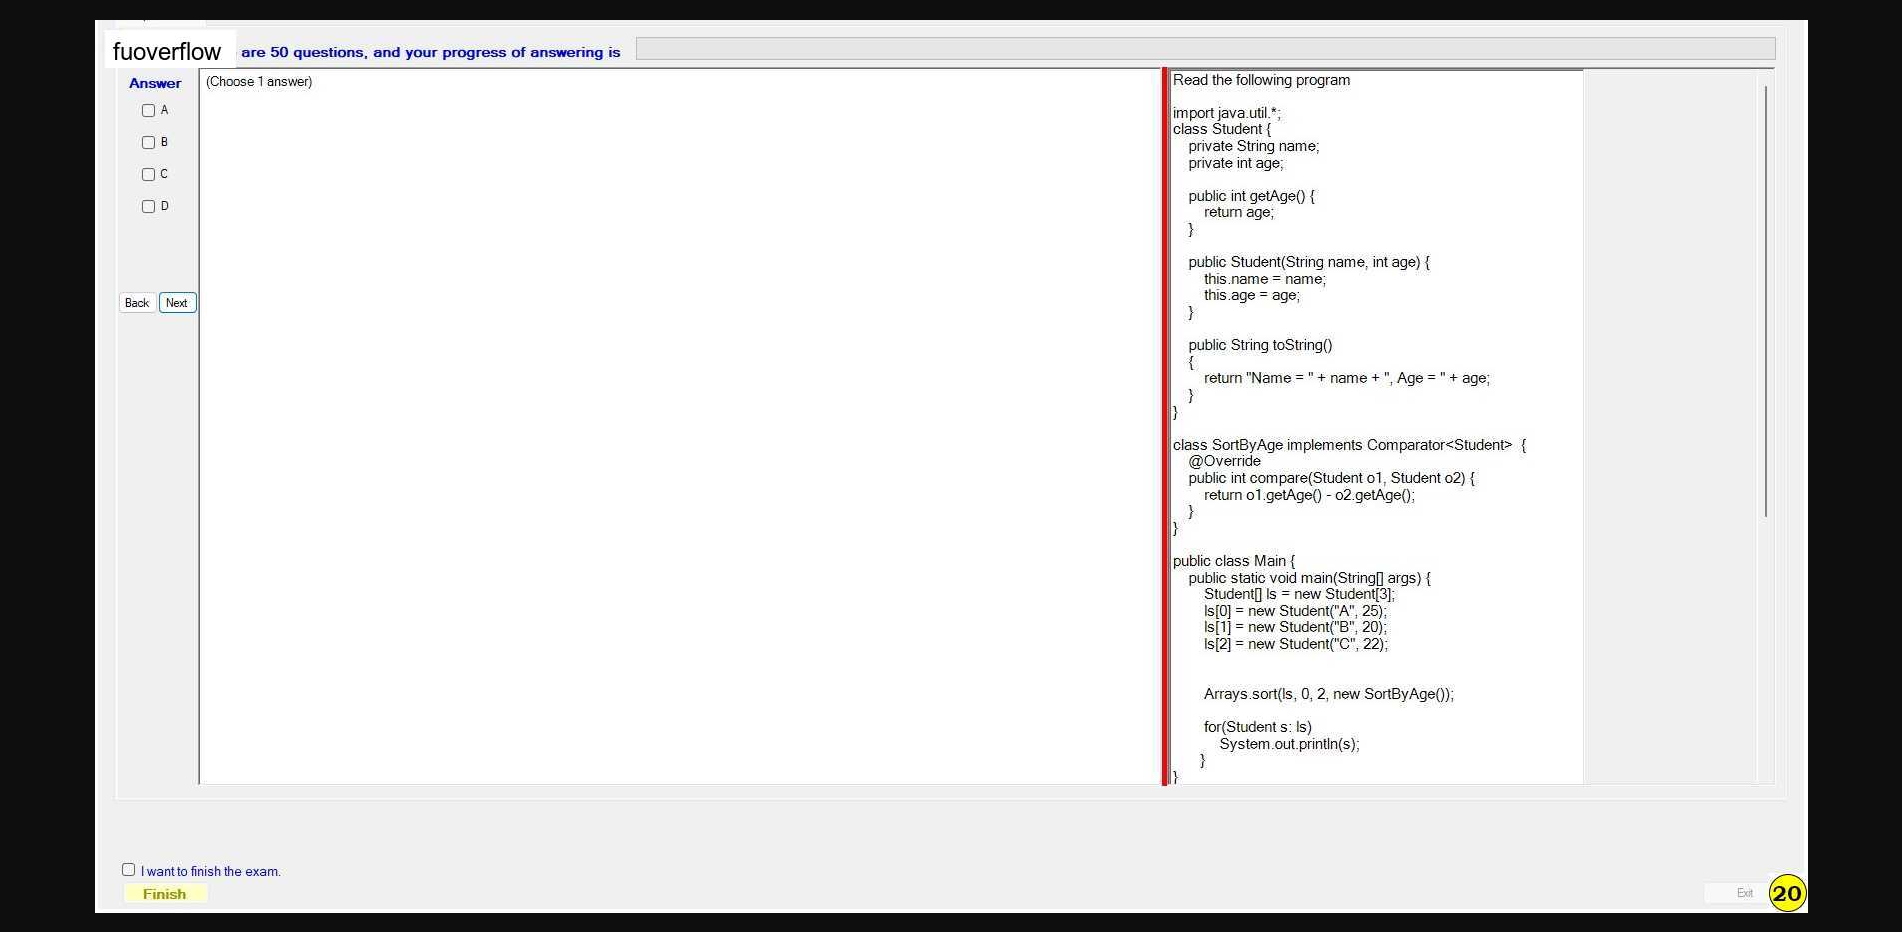 fuoverflow are 50 questions, and your progress of answering is
Answer
A
B
C
D
Back Next
(Choose 1 answer)
Read the following program
import java.util.*;
class Student {
private String name;
private int age;
public int getAge() {
return age;
}
public Student(String name, int age) {
this.name = name;
this.age = age;
}
public String toString()
{
return "Name = " + name + ", Age = " + age;
}
}
class SortByAge implements Comparator<Student> {
@Override
public int compare(Student o1, Student o2) {
return o1.getAge() - o2.getAge();
}
}
public class Main {
public static void main(String[] args) {
Student[] ls = new Student[3];
ls[0] = new Student("A", 25);
ls[1] = new Student("B", 20);
ls[2] = new Student("C", 22);
Arrays.sort(ls, 0, 2, new SortByAge());
for(Student s: ls)
System.out.println(s);
}
}
I want to finish the exam.
Finish
Exit 20